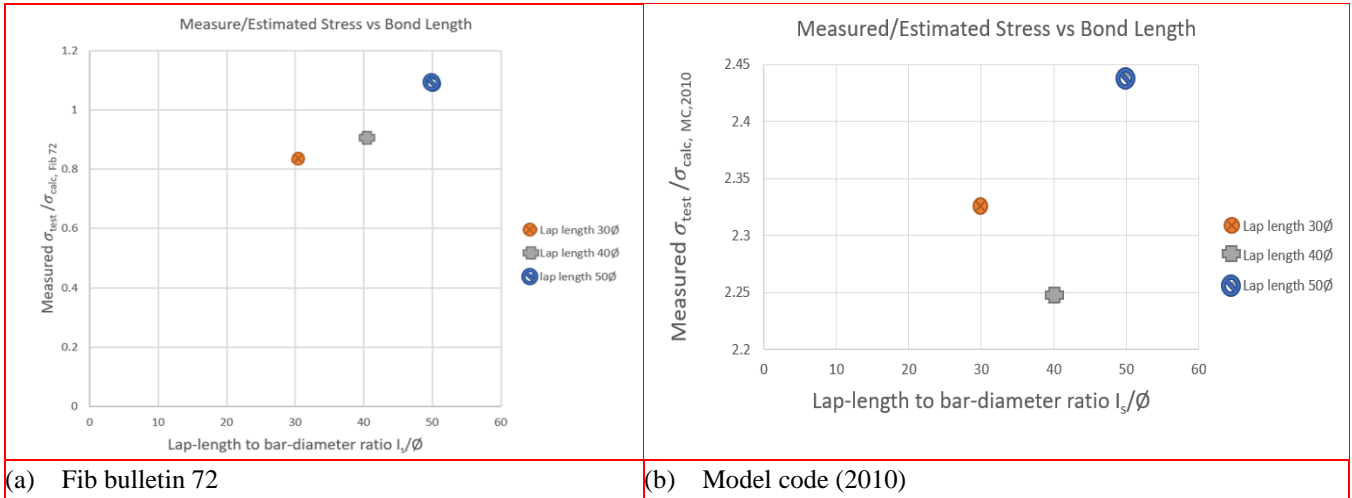 Measure/Estimated Stress vs Bond Length
Measured σtest /σcalc, Fib 72
1.2
1
0.8
0.6
0.4
0.2
0
0 10 20 30 40 50 60
Lap-length to bar-diameter ratio Is/Ø
Lap length 30Ø
Lap length 40Ø
lap length 50Ø
(a) Fib bulletin 72
Measured/Estimated Stress vs Bond Length
Measured σtest /σcalc, MC,2010
2.45
2.4
2.35
2.3
2.25
2.2
0 10 20 30 40 50 60
Lap-length to bar-diameter ratio Is/Ø
Lap length 30Ø
Lap length 40Ø
Lap length 50Ø
(b) Model code (2010)